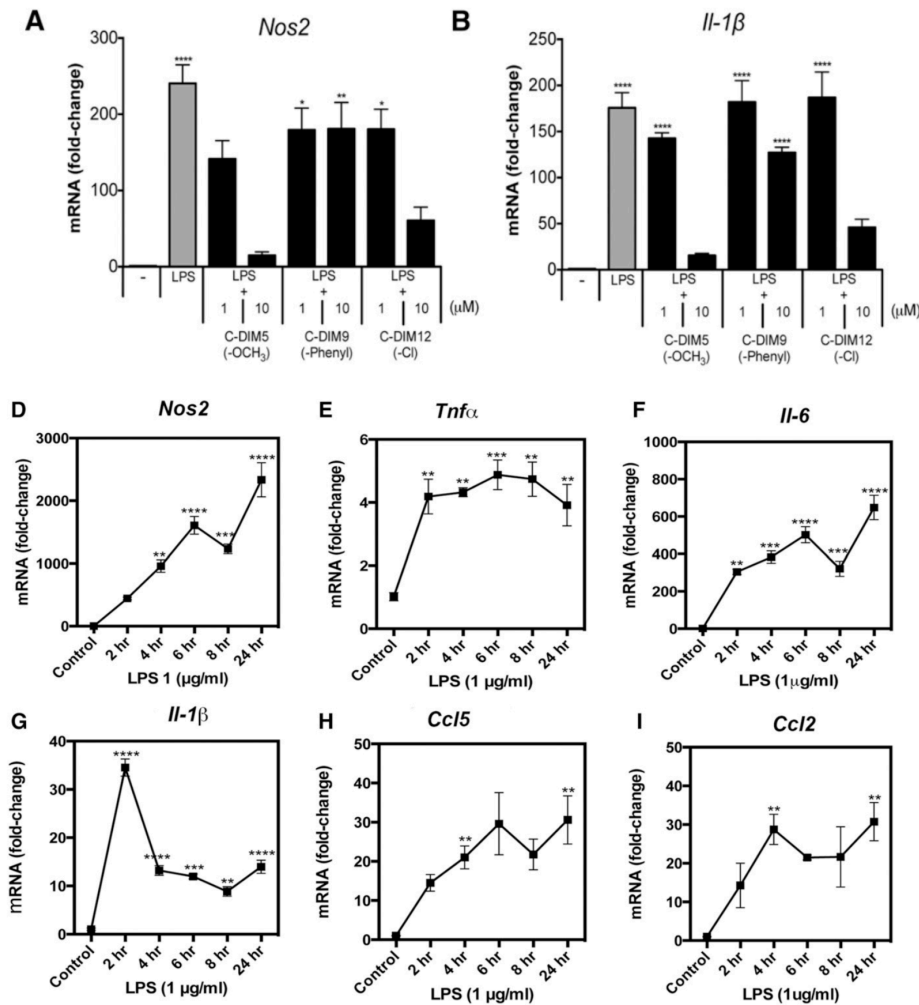 A
Nos2
mRNA (fold-change)
300
200
100
0
****
*
**
*
-
LPS
LPS
+
LPS
+
LPS
+
1
10
1
10
1
10
(μM)
C-DIM5
(-OCH₃)
C-DIM9
(-Phenyl)
C-DIM12
(-Cl)
B
Il-1β
mRNA (fold-change)
250
200
150
100
50
0
****
****
****
****
****
-
LPS
LPS
+
LPS
+
LPS
+
1
10
1
10
1
10
(μM)
C-DIM5
(-OCH₃)
C-DIM9
(-Phenyl)
C-DIM12
(-Cl)
D
Nos2
mRNA (fold-change)
3000
2000
1000
0
**
****
***
****
Control
2 hr
4 hr
6 hr
8 hr
24 hr
LPS 1 (μg/ml)
E
Tnfα
mRNA (fold-change)
6
4
2
0
**
**
***
**
**
Control
2 hr
4 hr
6 hr
8 hr
24 hr
LPS (1 μg/ml)
F
Il-6
mRNA (fold-change)
1000
800
600
400
200
0
**
***
****
***
****
Control
2 hr
4 hr
6 hr
8 hr
24 hr
LPS (1μg/ml)
G
Il-1β
mRNA (fold-change)
40
30
20
10
0
****
****
***
**
****
Control
2 hr
4 hr
6 hr
8 hr
24 hr
LPS (1 μg/ml)
H
Ccl5
mRNA (fold-change)
50
40
30
20
10
0
**
**
Control
2 hr
4 hr
6 hr
8 hr
24 hr
LPS (1 μg/ml)
I
Ccl2
mRNA (fold-change)
50
40
30
20
10
0
**
**
Control
2 hr
4 hr
6 hr
8 hr
24 hr
LPS (1ug/ml)